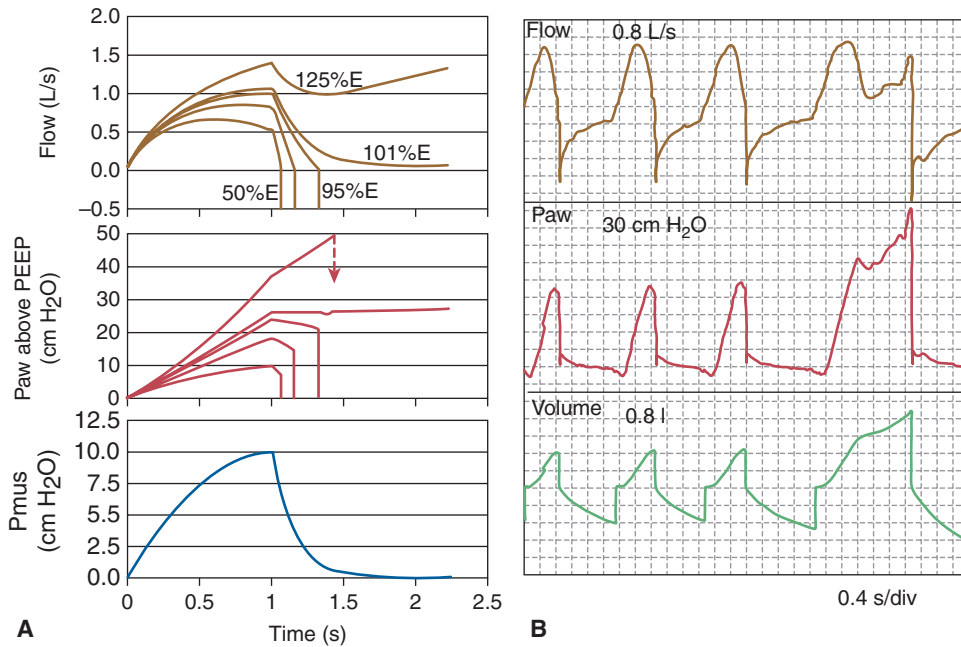 2.0
1.5
1.0
0.5
0.0
–0.5
Flow (L/s)
125%E
101%E
50%E
95%E
50
40
30
20
10
0
Paw above PEEP
(cm H₂O)
12.5
10.0
7.5
5.5
2.5
0.0
Pmus
(cm H₂O)
0
0.5
1.0
1.5
2.0
2.5
Time (s)
A
Flow
0.8 L/s
Paw
30 cm H₂O
Volume
0.8 l
0.4 s/div
B